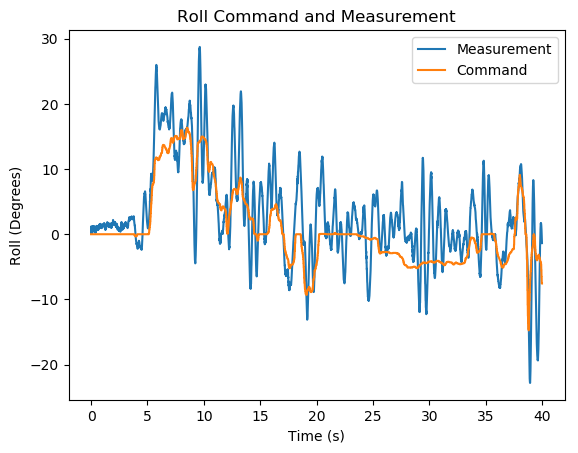 Roll Command and Measurement
Measurement
Command
30
20
10
0
−10
−20
Roll (Degrees)
0 5 10 15 20 25 30 35 40
Time (s)